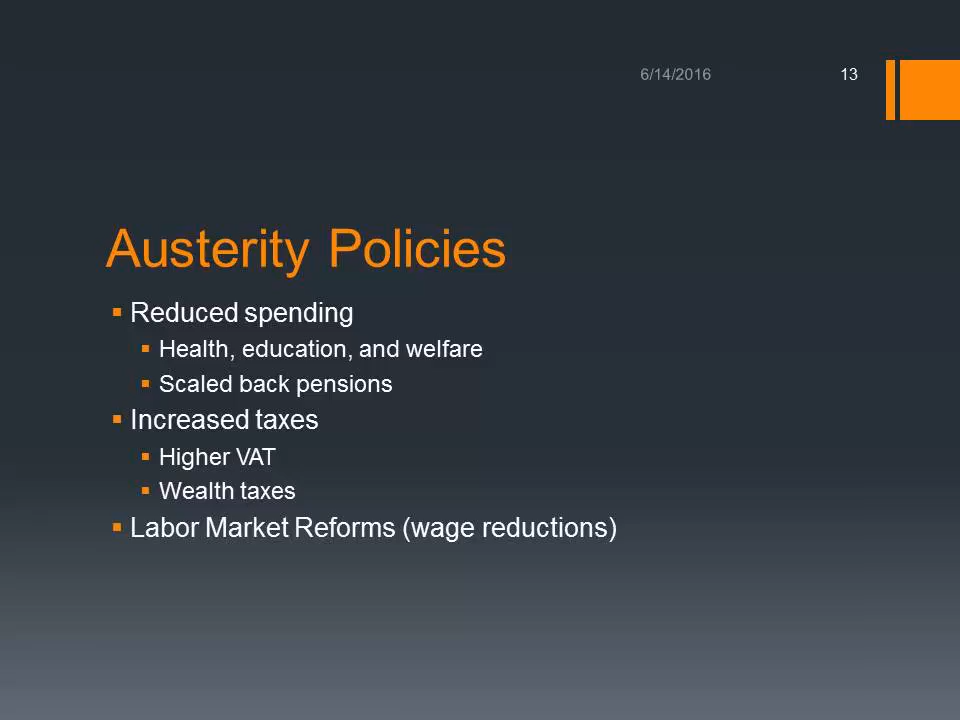 6/14/2016 13
Austerity Policies
▪ Reduced spending
▪ Health, education, and welfare
▪ Scaled back pensions
▪ Increased taxes
▪ Higher VAT
▪ Wealth taxes
▪ Labor Market Reforms (wage reductions)